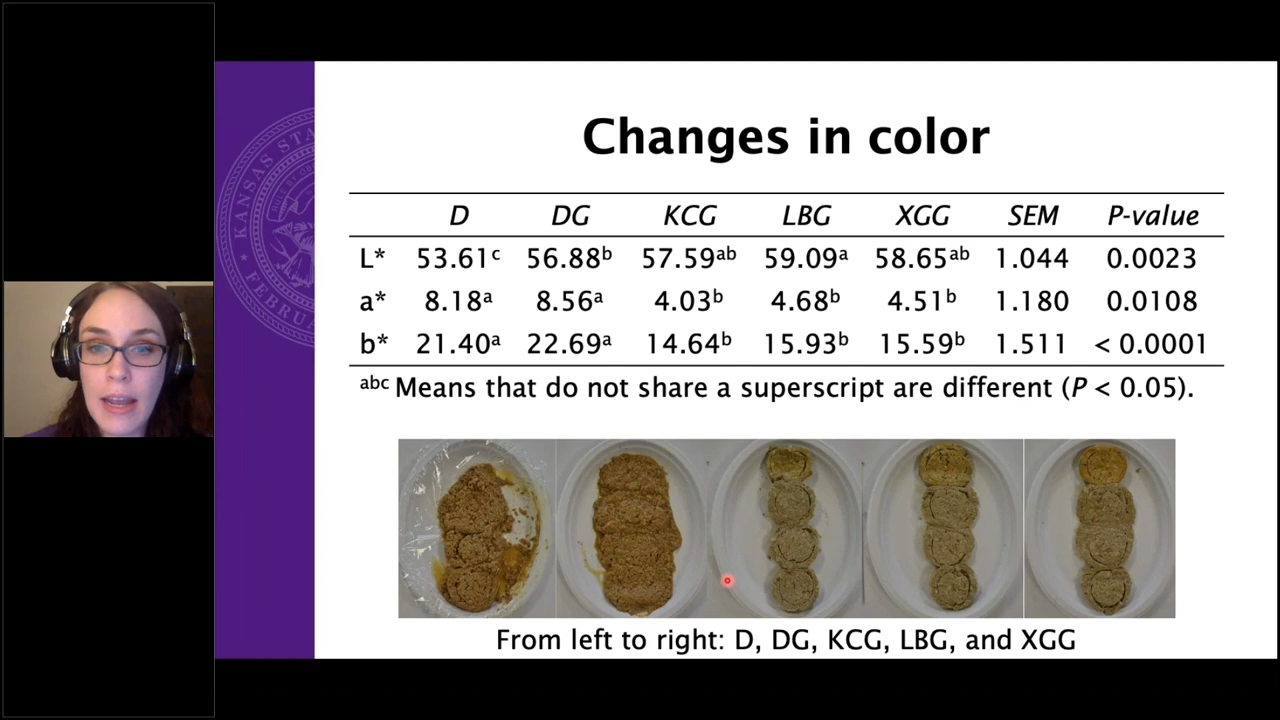 KANSAS STA
FEBRU
Changes in color
D DG KCG LBG XGG SEM P-value
L* 53.61ᶜ 56.88ᵇ 57.59ᵃᵇ 59.09ᵃ 58.65ᵃᵇ 1.044 0.0023
a* 8.18ᵃ 8.56ᵃ 4.03ᵇ 4.68ᵇ 4.51ᵇ 1.180 0.0108
b* 21.40ᵃ 22.69ᵃ 14.64ᵇ 15.93ᵇ 15.59ᵇ 1.511 < 0.0001
ᵃᵇᶜ Means that do not share a superscript are different (P < 0.05).
From left to right: D, DG, KCG, LBG, and XGG